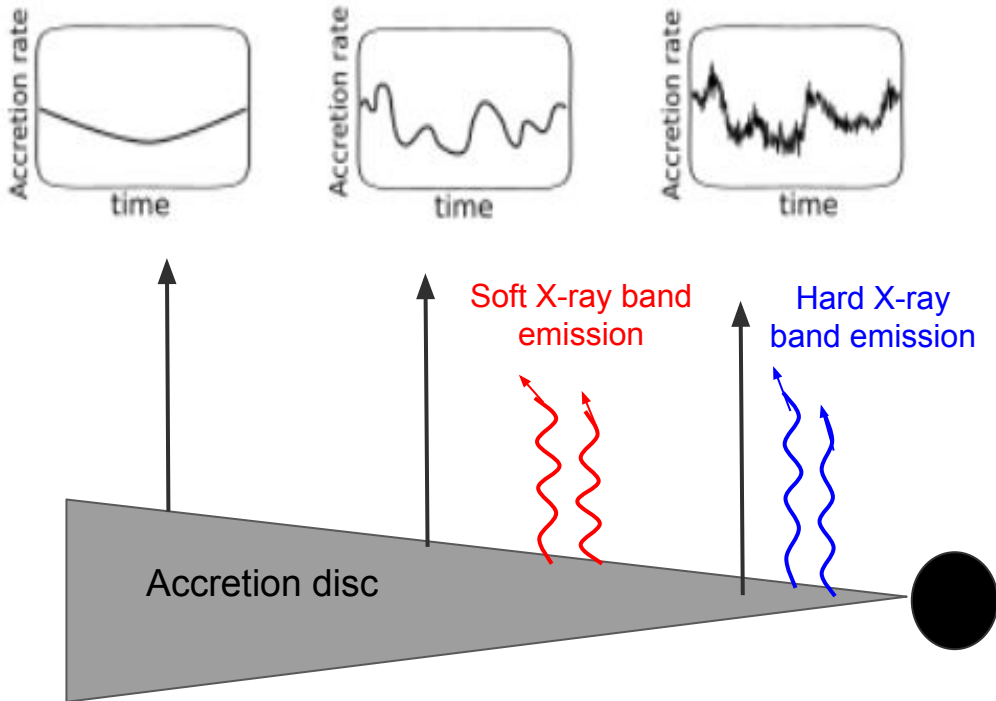 Accretion rate
time
Accretion rate
time
Accretion rate
time
Soft X-ray band
emission
Hard X-ray
band emission
Accretion disc